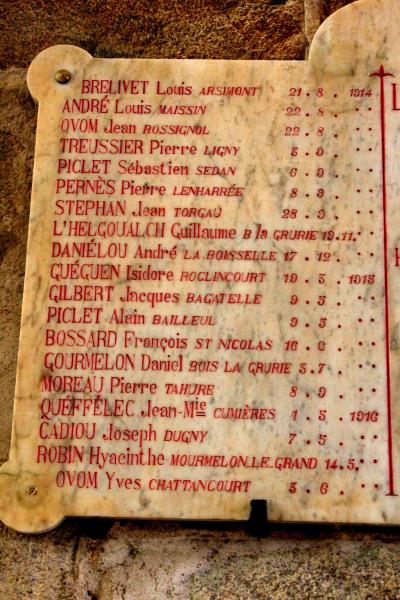 BRELIVET Louis ARSIMONT 21.8. 1914
ANDRÉ Louis MAISSIN 22.8. . .
OVOM Jean ROSSIGNOL 22.8. . .
TREUSSIER Pierre LIGNY 3.9 . .
PICLET Sébastien SEDAN 6.9 . .
PERNÈS Pierre LENHARRÉE 8.9 . .
STEPHAN Jean TORGAU 28.9 . .
L'HELGOUALCH Guillaume B la GRURIE 19.11. . .
DANIÉLOU André LA BOISSELLE 17.12 . .
GUÉGUEN Isidore ROCLINCOURT 19.3. 1915
GILBERT Jacques BAGATELLE 9.5 . .
PICLET Alain BAILLEUL 9.5 . .
BOSSARD François ST NICOLAS 16.6 . .
GOURMELON Daniel BOIS LA GRURIE 5.7 . .
MOREAU Pierre TAHURE 8.9 . .
QUÉFFÉLEC Jean-Mie CUMIÈRES 1.5. 1916
CADIOU Joseph DUGNY 7.5 . .
ROBIN Hyacinthe MOURMELON.LE.GRAND 14.5. . .
OVOM Yves CHATTANCOURT 3.6 . .